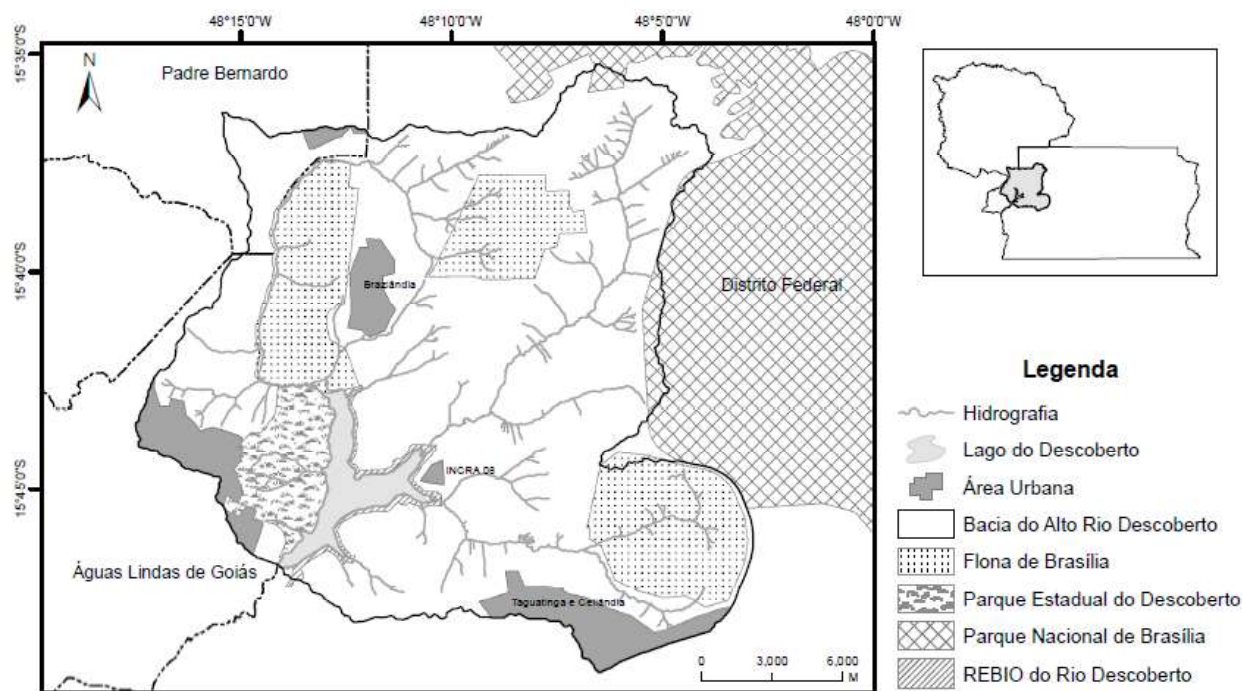 48°15'0"W
48°10'0"W
48°5'0"W
48°0'0"W
15°35'0"S
15°40'0"S
15°45'0"S
N
Padre Bernardo
Brazlândia
Distrito Federal
INCRA 08
Águas Lindas de Goiás
Taguatinga e Ceilândia
0 3,000 6,000
M
Legenda
Hidrografia
Lago do Descoberto
Área Urbana
Bacia do Alto Rio Descoberto
Flona de Brasília
Parque Estadual do Descoberto
Parque Nacional de Brasília
REBIO do Rio Descoberto